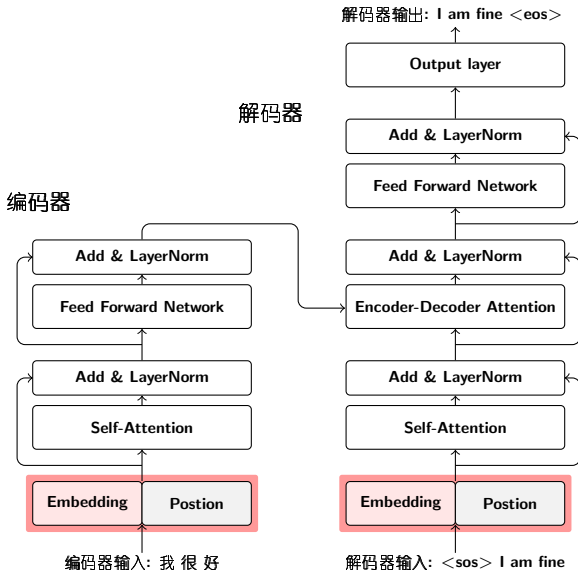 解码器输出: I am fine <eos>
Output layer
解码器
Add & LayerNorm
Feed Forward Network
编码器
Add & LayerNorm
Add & LayerNorm
Feed Forward Network
Encoder-Decoder Attention
Add & LayerNorm
Add & LayerNorm
Self-Attention
Self-Attention
Embedding
Postion
Embedding
Postion
编码器输入: 我 很 好
解码器输入: <sos> I am fine